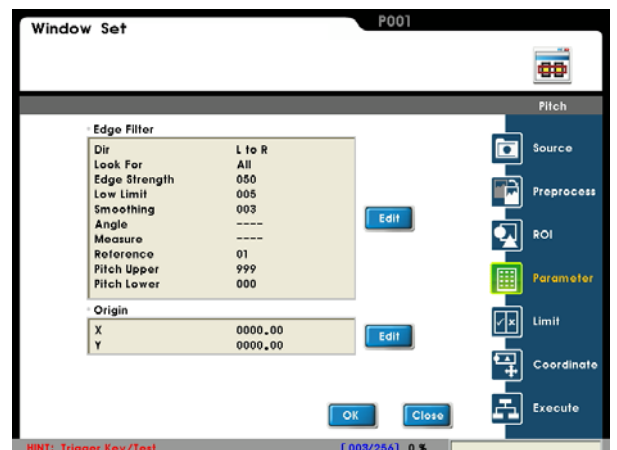 Window Set
P001
Pitch
Edge Filter
Dir L to R
Look For All
Edge Strength 050
Low Limit 005
Smoothing 003
Angle ----
Measure ----
Reference 01
Pitch Upper 999
Pitch Lower 000
Edit
Origin
X 0000.00
Y 0000.00
Edit
OK Close
Source
Preprocess
ROI
Parameter
Limit
Coordinate
Execute
HINT: Trigger Key/Test [003/256] 0 %